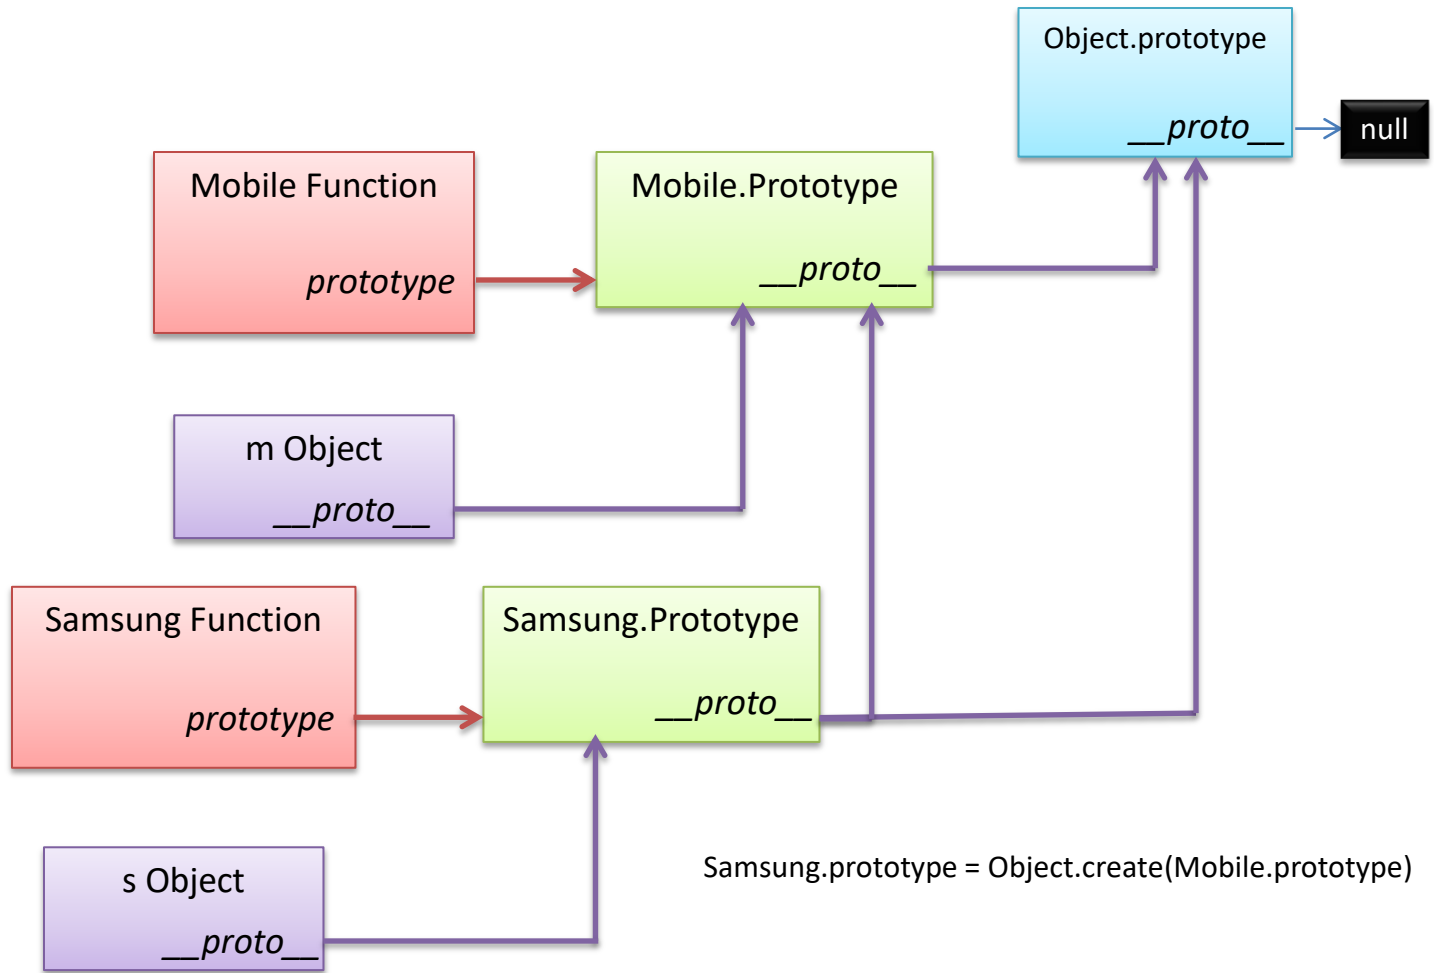 Object.prototype
__proto__
null
Mobile Function
prototype
Mobile.Prototype
__proto__
m Object
__proto__
Samsung Function
prototype
Samsung.Prototype
__proto__
s Object
__proto__
Samsung.prototype = Object.create(Mobile.prototype)